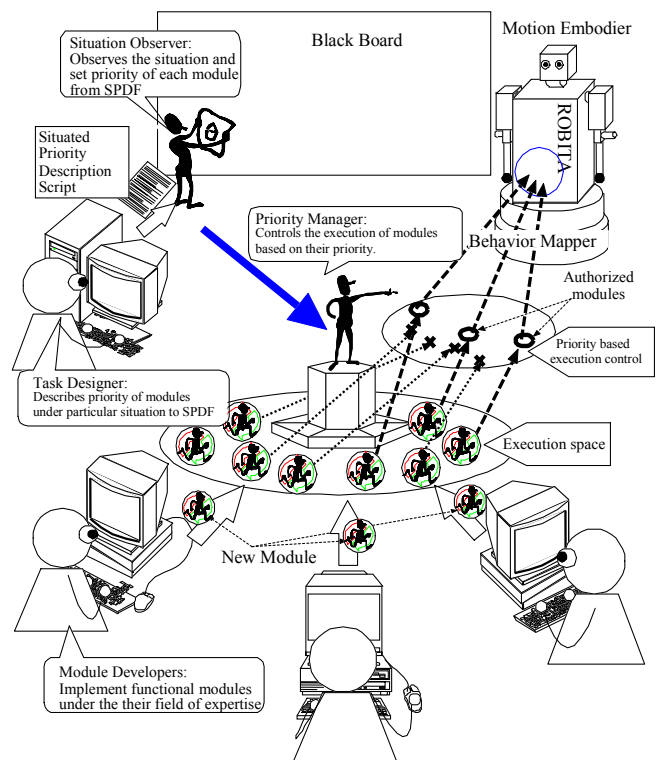 Black Board
Motion Embodier
Situation Observer:
Observes the situation and
set priority of each module
from SPDF
ROBITA
Situated
Priority
Description
Script
Priority Manager:
Controls the execution of modules
based on their priority.
Behavior Mapper
Authorized
modules
Priority based
execution control
Task Designer:
Describes priority of modules
under particular situation to SPDF
Execution space
New Module
Module Developers:
Implement functional modules
under the their field of expertise